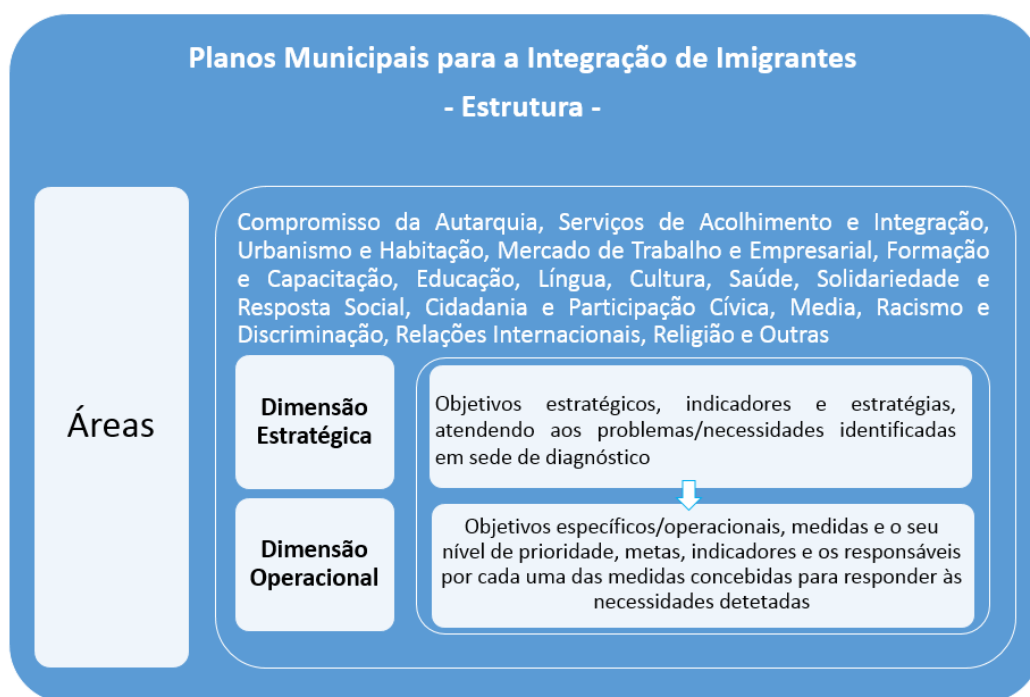 Planos Municipais para a Integração de Imigrantes
- Estrutura -
Áreas
Compromisso da Autarquia, Serviços de Acolhimento e Integração,
Urbanismo e Habitação, Mercado de Trabalho e Empresarial, Formação
e Capacitação, Educação, Língua, Cultura, Saúde, Solidariedade e
Resposta Social, Cidadania e Participação Cívica, Media, Racismo e
Discriminação, Relações Internacionais, Religião e Outras
Dimensão
Estratégica
Objetivos estratégicos, indicadores e estratégias,
atendendo aos problemas/necessidades identificadas
em sede de diagnóstico
Dimensão
Operacional
Objetivos específicos/operacionais, medidas e o seu
nível de prioridade, metas, indicadores e os responsáveis
por cada uma das medidas concebidas para responder às
necessidades detetadas